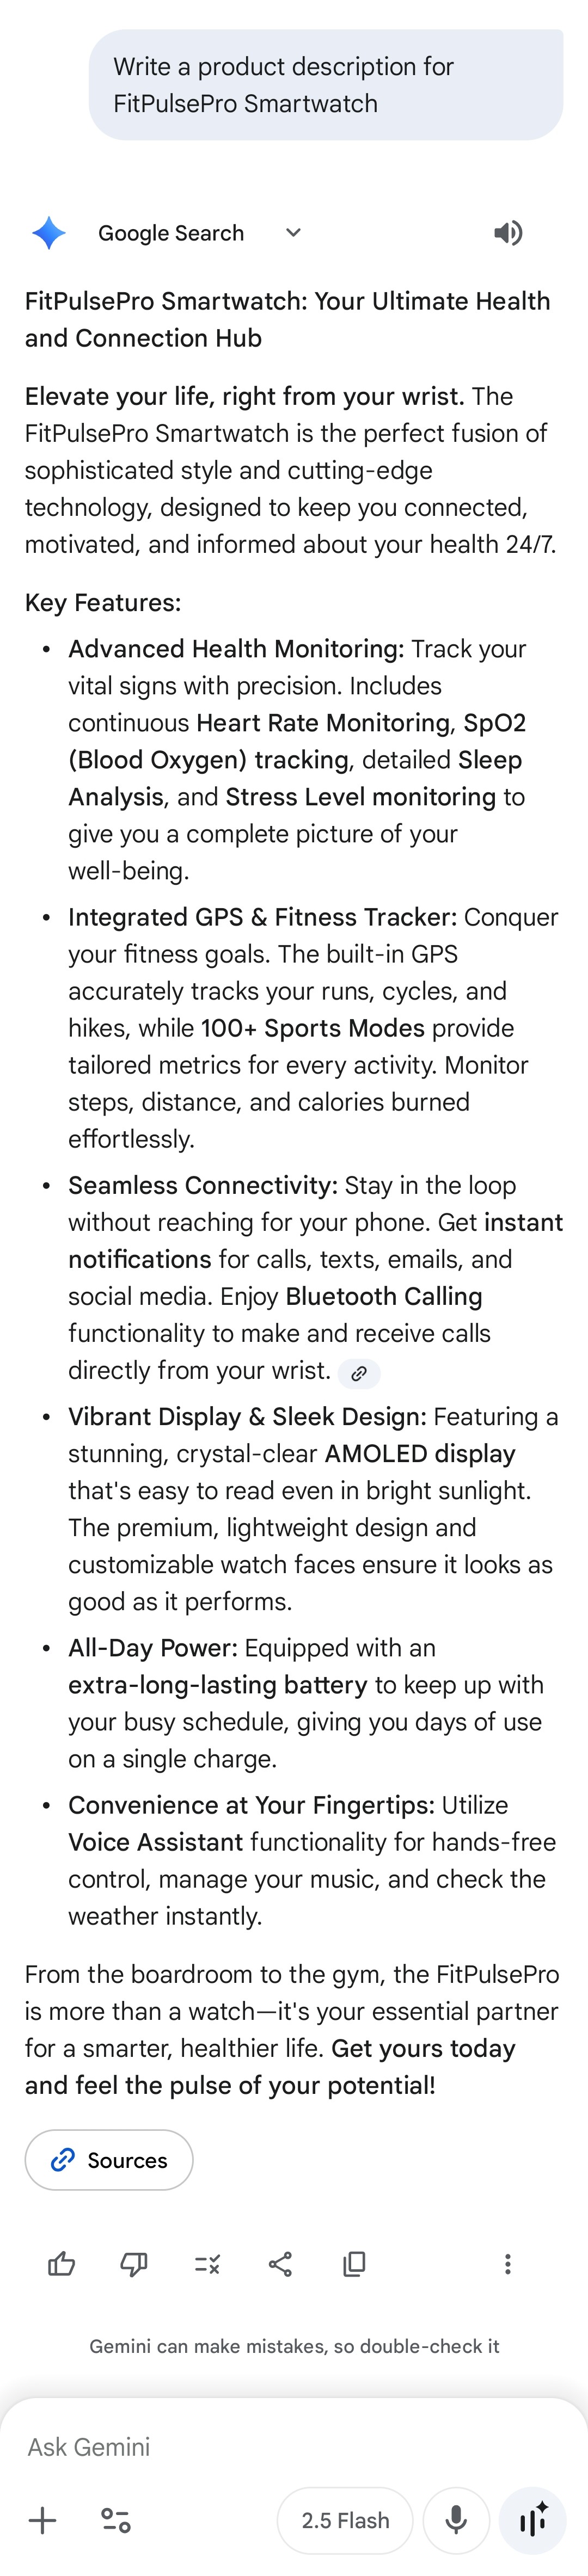 Write a product description for
FitPulsePro Smartwatch
Google Search
FitPulsePro Smartwatch: Your Ultimate Health
and Connection Hub
Elevate your life, right from your wrist. The
FitPulsePro Smartwatch is the perfect fusion of
sophisticated style and cutting-edge
technology, designed to keep you connected,
motivated, and informed about your health 24/7.
Key Features:
• Advanced Health Monitoring: Track your
vital signs with precision. Includes
continuous Heart Rate Monitoring, SpO2
(Blood Oxygen) tracking, detailed Sleep
Analysis, and Stress Level monitoring to
give you a complete picture of your
well-being.
• Integrated GPS & Fitness Tracker: Conquer
your fitness goals. The built-in GPS
accurately tracks your runs, cycles, and
hikes, while 100+ Sports Modes provide
tailored metrics for every activity. Monitor
steps, distance, and calories burned
effortlessly.
• Seamless Connectivity: Stay in the loop
without reaching for your phone. Get instant
notifications for calls, texts, emails, and
social media. Enjoy Bluetooth Calling
functionality to make and receive calls
directly from your wrist.
• Vibrant Display & Sleek Design: Featuring a
stunning, crystal-clear AMOLED display
that's easy to read even in bright sunlight.
The premium, lightweight design and
customizable watch faces ensure it looks as
good as it performs.
• All-Day Power: Equipped with an
extra-long-lasting battery to keep up with
your busy schedule, giving you days of use
on a single charge.
• Convenience at Your Fingertips: Utilize
Voice Assistant functionality for hands-free
control, manage your music, and check the
weather instantly.
From the boardroom to the gym, the FitPulsePro
is more than a watch—it's your essential partner
for a smarter, healthier life. Get yours today
and feel the pulse of your potential!
Sources
Gemini can make mistakes, so double-check it
Ask Gemini
2.5 Flash